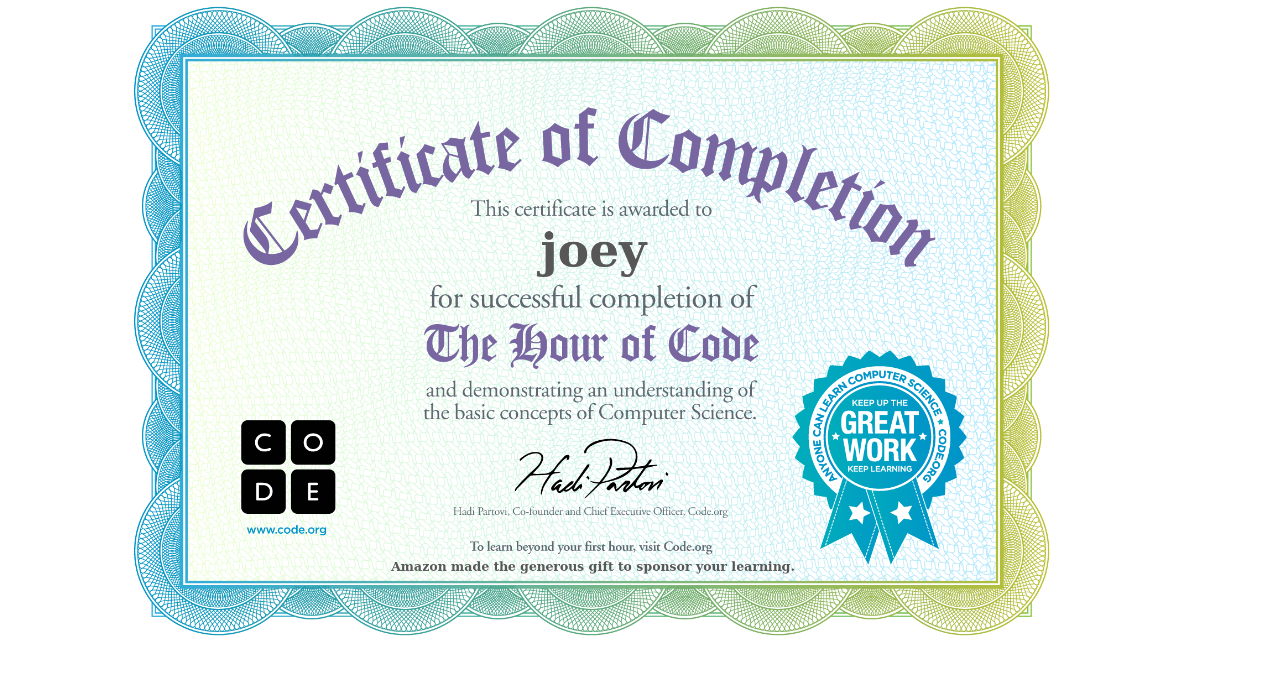 Certificate of Completion
This certificate is awarded to
joey
for successful completion of
The Hour of Code
and demonstrating an understanding of
the basic concepts of Computer Science.
Hadi Partovi
Hadi Partovi, Co-founder and Chief Executive Officer, Code.org
To learn beyond your first hour, visit Code.org
Amazon made the generous gift to sponsor your learning.
C O
D E
www.code.org
ANYONE CAN LEARN COMPUTER SCIENCE ★ CODE.ORG
KEEP UP THE
GREAT
WORK
KEEP LEARNING